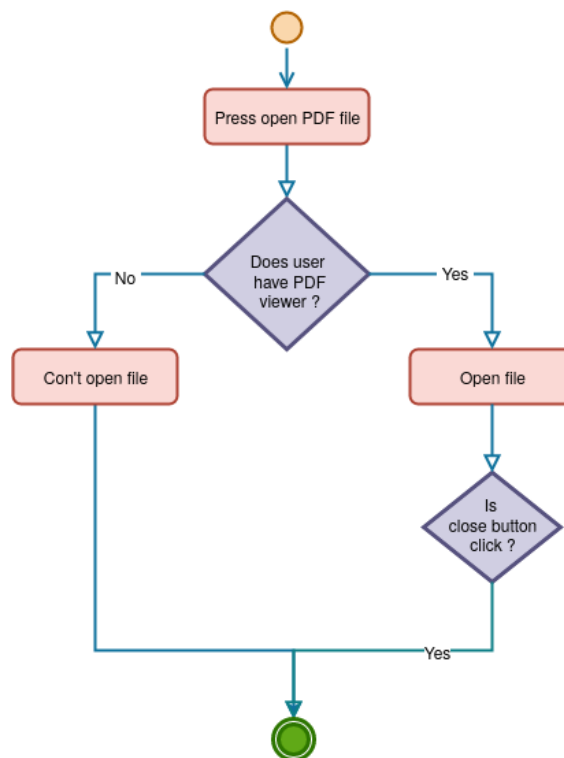 Press open PDF file
Does user
have PDF
viewer ?
No
Yes
Con't open file
Open file
Is
close button
click ?
Yes